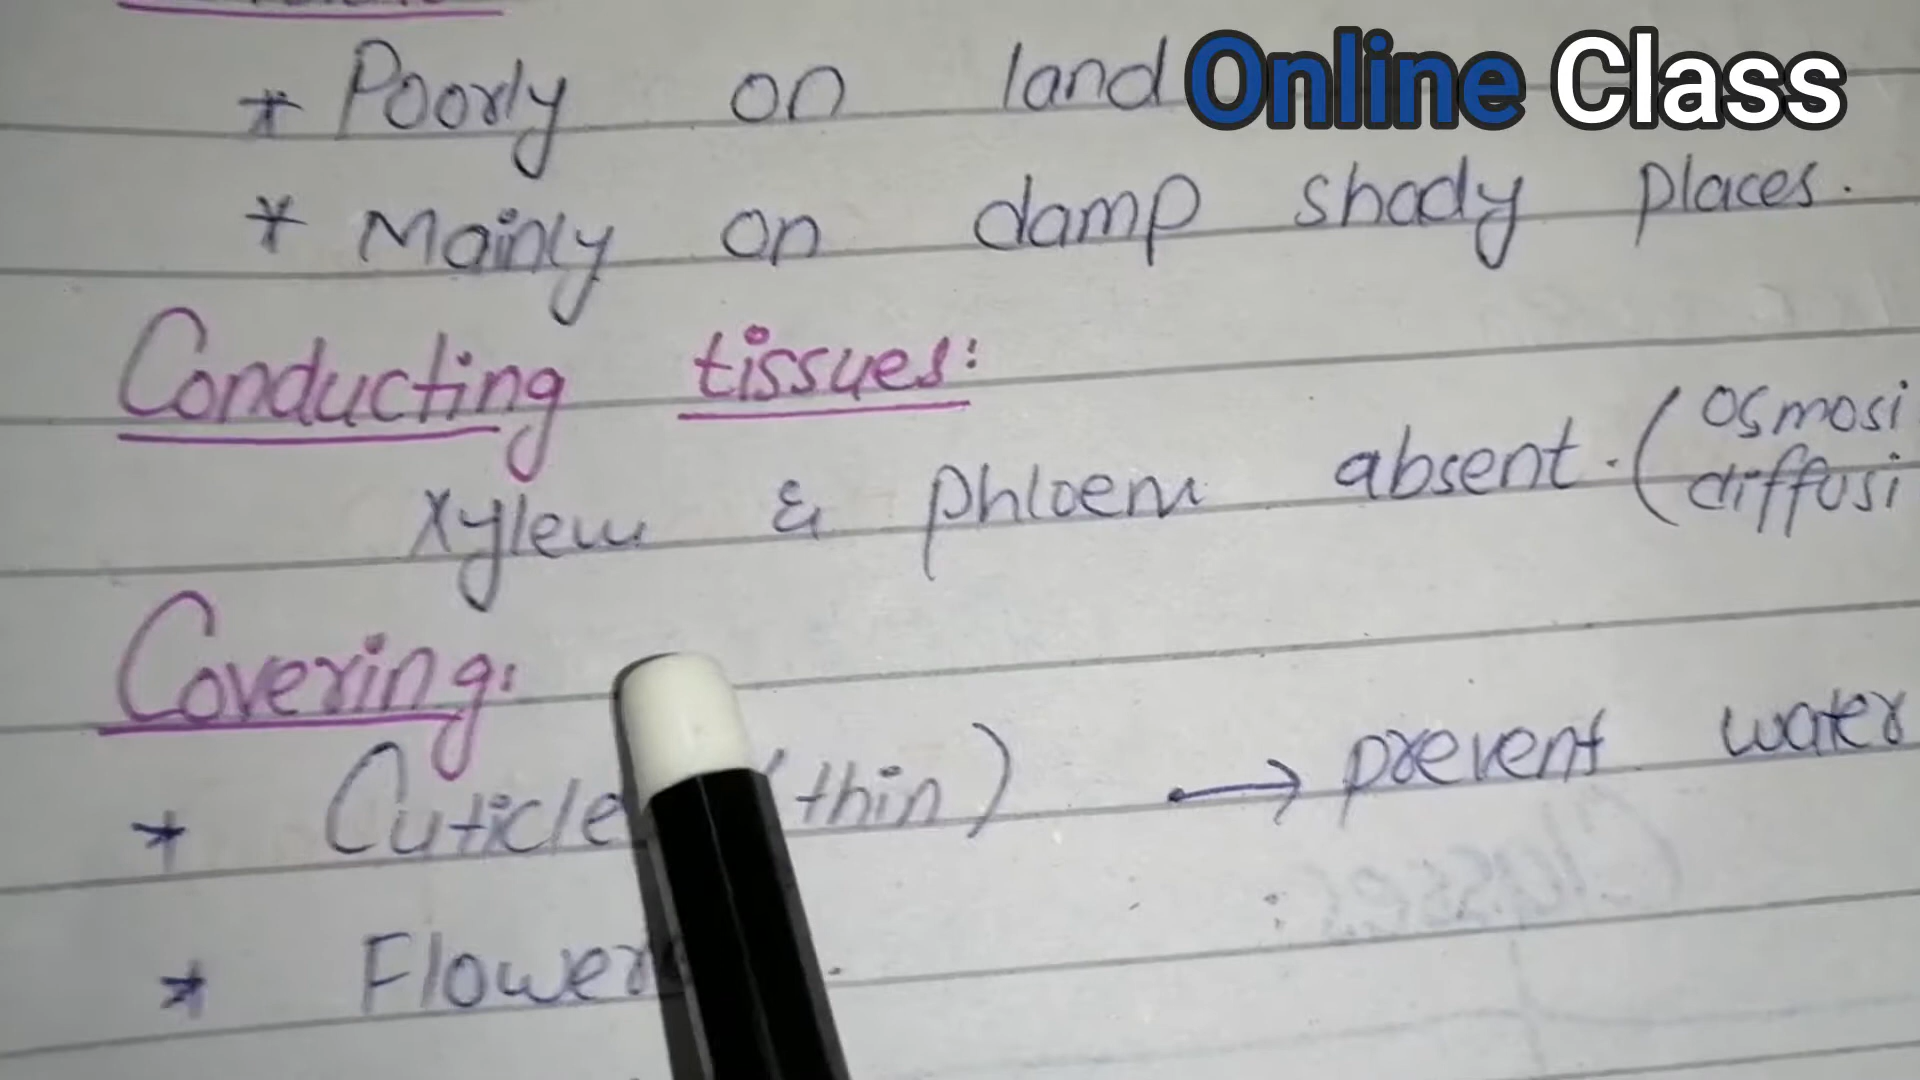 Online Class
* Poorly on land
* Mainly on damp shady places.
Conducting tissues:
Xylem & phloem absent. (osmosi
diffusi
Covering:
* Cuticle (thin) → prevent water
* Flower